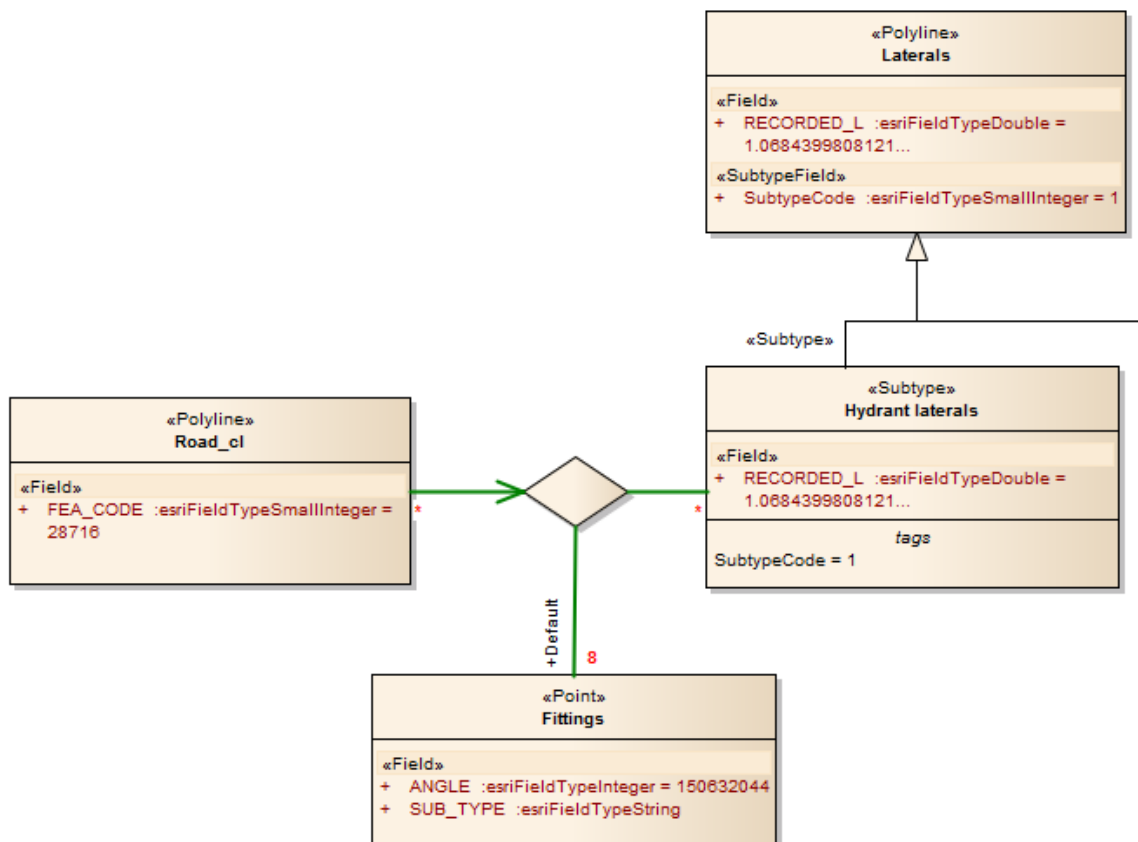 «Polyline»
Laterals
«Field»
+ RECORDED_L :esriFieldTypeDouble =
1.0684399808121...
«SubtypeField»
+ SubtypeCode :esriFieldTypeSmallInteger = 1
«Subtype»
«Subtype»
Hydrant laterals
«Field»
+ RECORDED_L :esriFieldTypeDouble =
1.0684399808121...
tags
SubtypeCode = 1
«Polyline»
Road_cl
«Field»
+ FEA_CODE :esriFieldTypeSmallInteger =
28716
*
*
+Default
8
«Point»
Fittings
«Field»
+ ANGLE :esriFieldTypeInteger = 150632044
+ SUB_TYPE :esriFieldTypeString